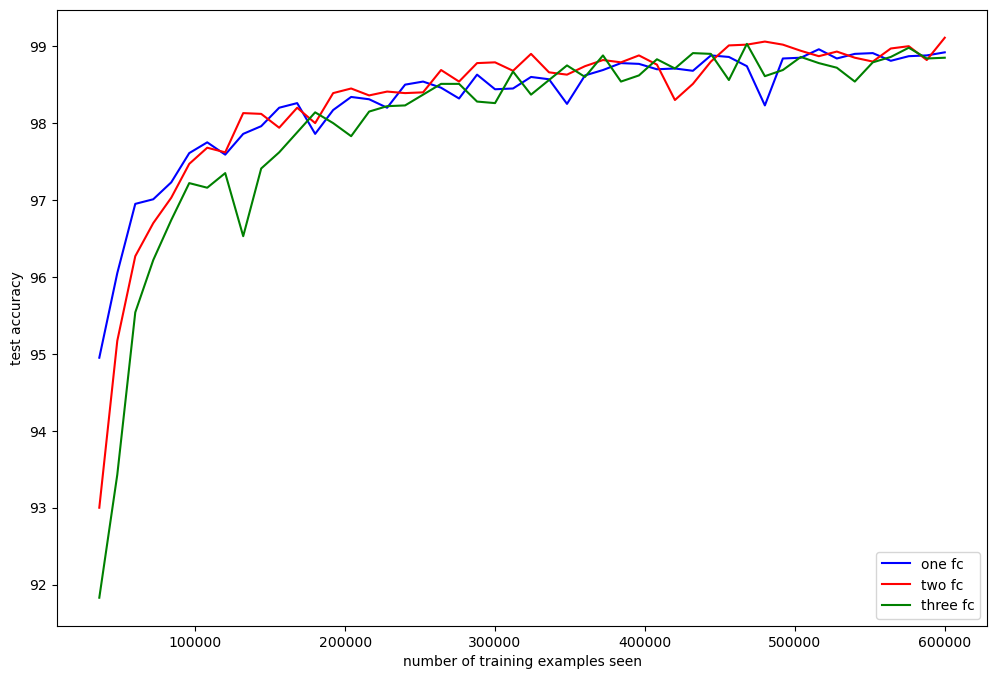 99
98
97
96
95
94
93
92
test accuracy
100000 200000 300000 400000 500000 600000
number of training examples seen
one fc
two fc
three fc